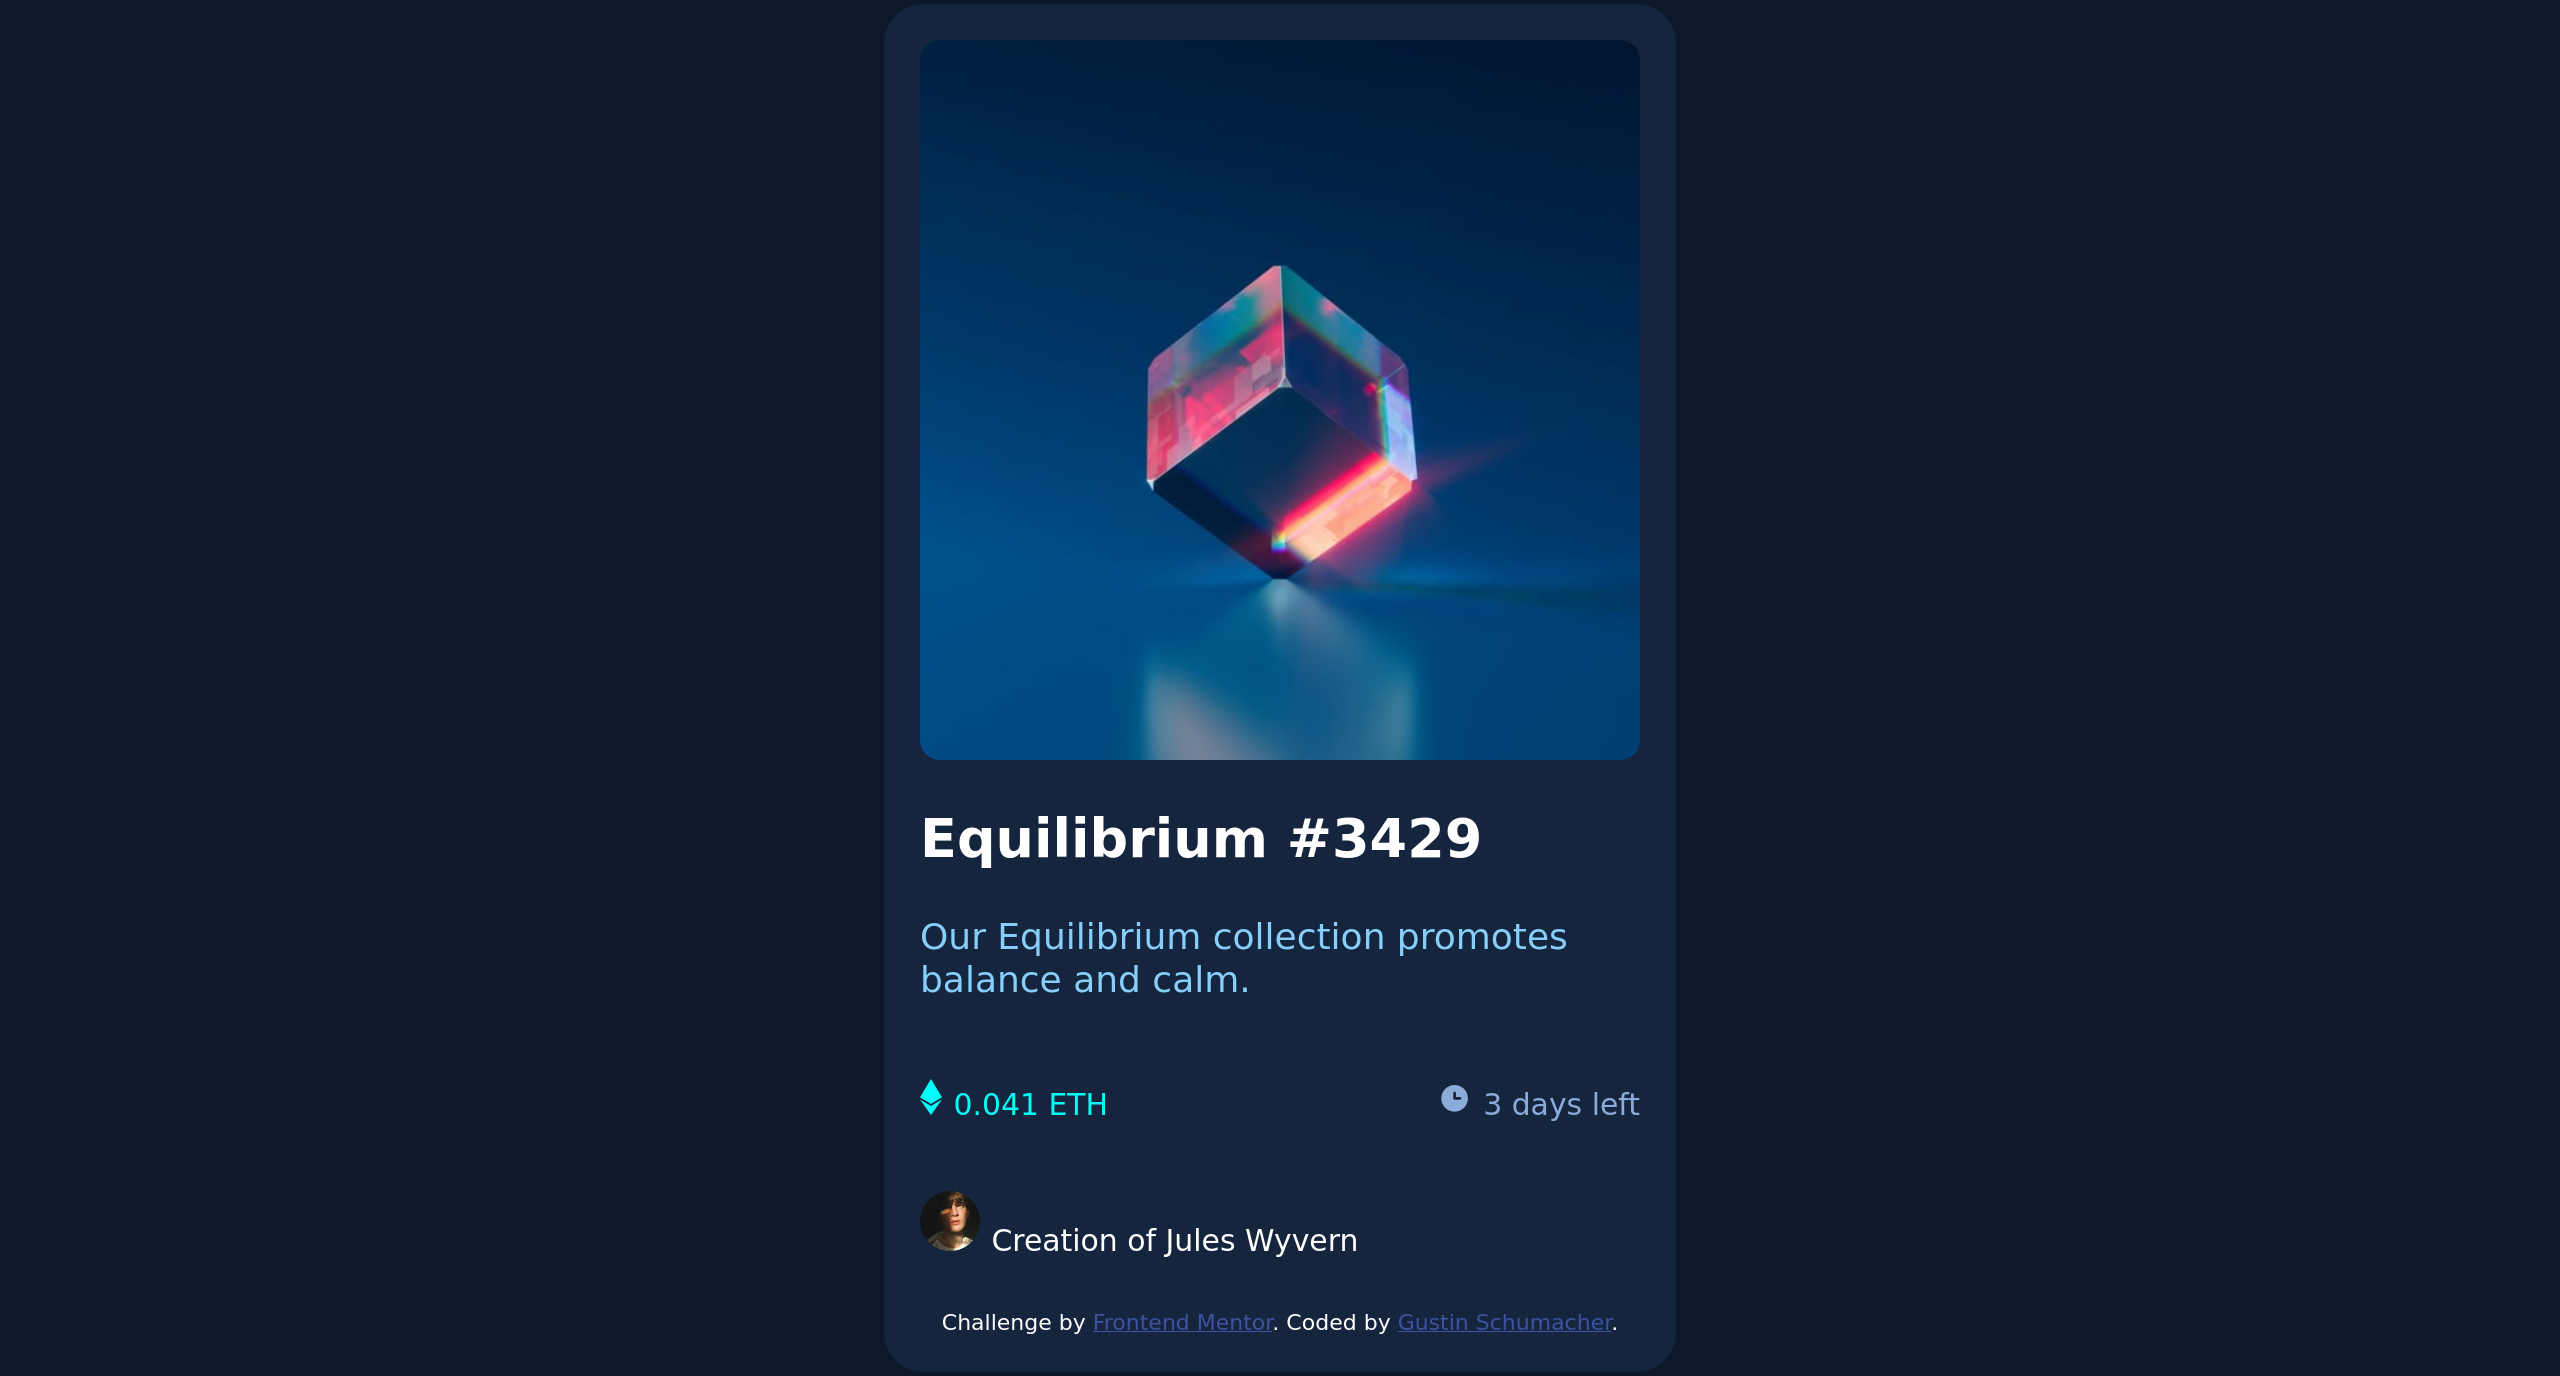 Equilibrium #3429
Our Equilibrium collection promotes
balance and calm.
0.041 ETH
3 days left
Creation of Jules Wyvern
Challenge by Frontend Mentor. Coded by Gustin Schumacher.